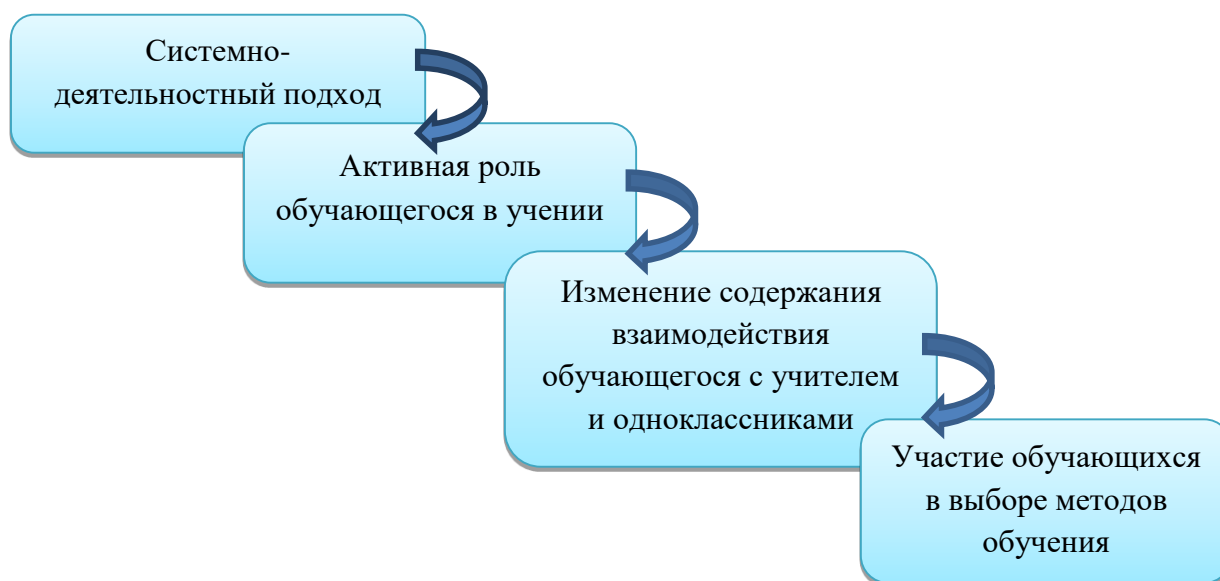 Системно-
деятельностный подход
Активная роль
обучающегося в учении
Изменение содержания
взаимодействия
обучающегося с учителем
и одноклассниками
Участие обучающихся
в выборе методов
обучения